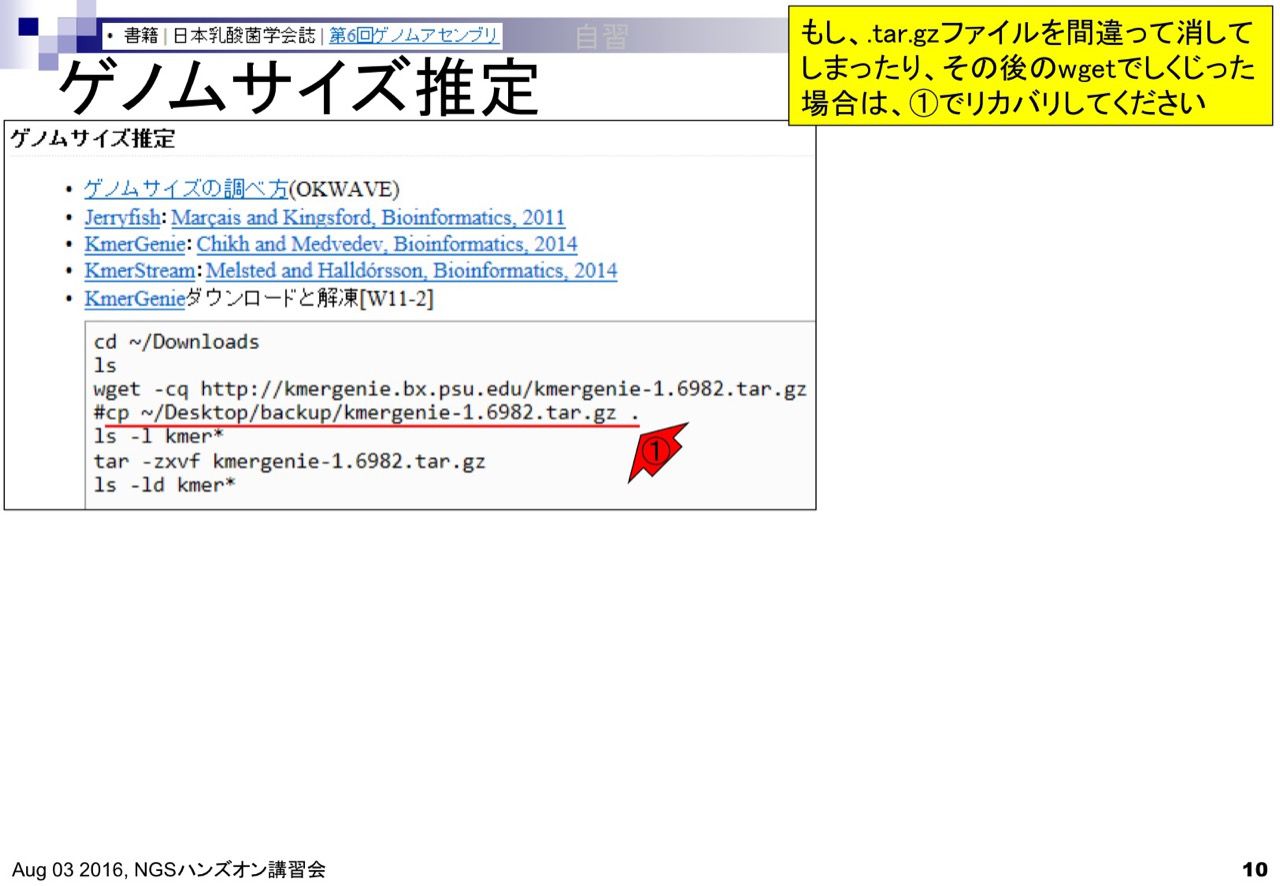 ・ 書籍 | 日本乳酸菌学会誌 | 第6回ゲノムアセンブリ
自習
ゲノムサイズ推定
もし、.tar.gzファイルを間違って消して
しまったり、その後のwgetでしくじった
場合は、①でリカバリしてください
ゲノムサイズ推定
• ゲノムサイズの調べ方(OKWAVE)
• Jerryfish: Marçais and Kingsford, Bioinformatics, 2011
• KmerGenie: Chikh and Medvedev, Bioinformatics, 2014
• KmerStream: Melsted and Halldórsson, Bioinformatics, 2014
• KmerGenieダウンロードと解凍[W11-2]
cd ~/Downloads
ls
wget -cq http://kmergenie.bx.psu.edu/kmergenie-1.6982.tar.gz
#cp ~/Desktop/backup/kmergenie-1.6982.tar.gz .
ls -l kmer*
①
tar -zxvf kmergenie-1.6982.tar.gz
ls -ld kmer*
Aug 03 2016, NGSハンズオン講習会
10